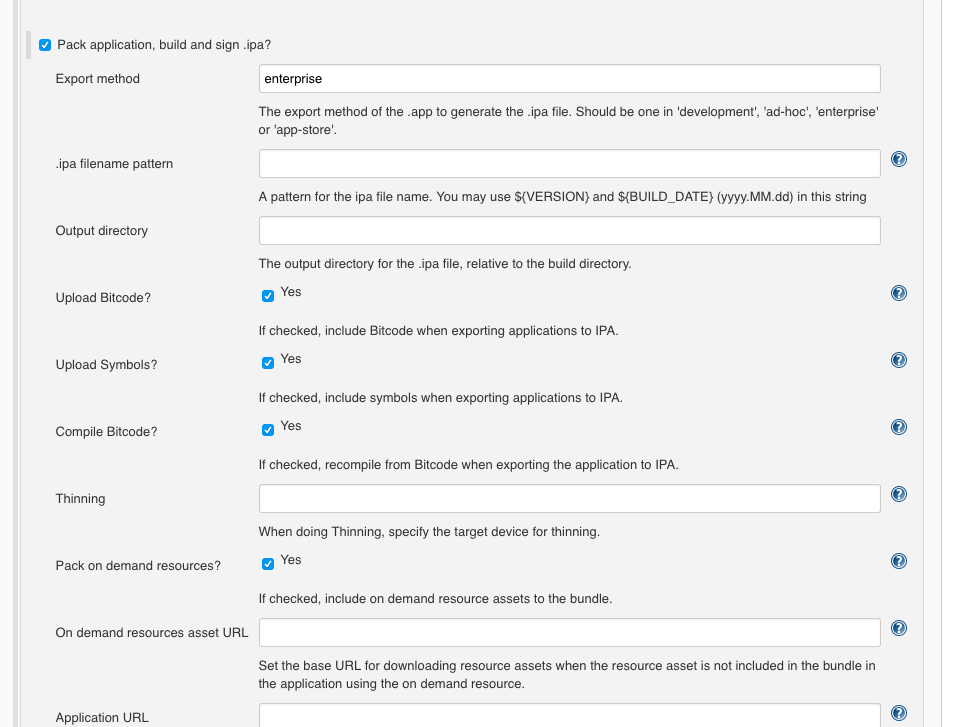 Pack application, build and sign .ipa?
Export method
enterprise
The export method of the .app to generate the .ipa file. Should be one in 'development', 'ad-hoc', 'enterprise'
or 'app-store'.
.ipa filename pattern
A pattern for the ipa file name. You may use ${VERSION} and ${BUILD_DATE} (yyyy.MM.dd) in this string
Output directory
The output directory for the .ipa file, relative to the build directory.
Upload Bitcode?
Yes
If checked, include Bitcode when exporting applications to IPA.
Upload Symbols?
Yes
If checked, include symbols when exporting applications to IPA.
Compile Bitcode?
Yes
If checked, recompile from Bitcode when exporting the application to IPA.
Thinning
When doing Thinning, specify the target device for thinning.
Pack on demand resources?
Yes
If checked, include on demand resource assets to the bundle.
On demand resources asset URL
Set the base URL for downloading resource assets when the resource asset is not included in the bundle in
the application using the on demand resource.
Application URL